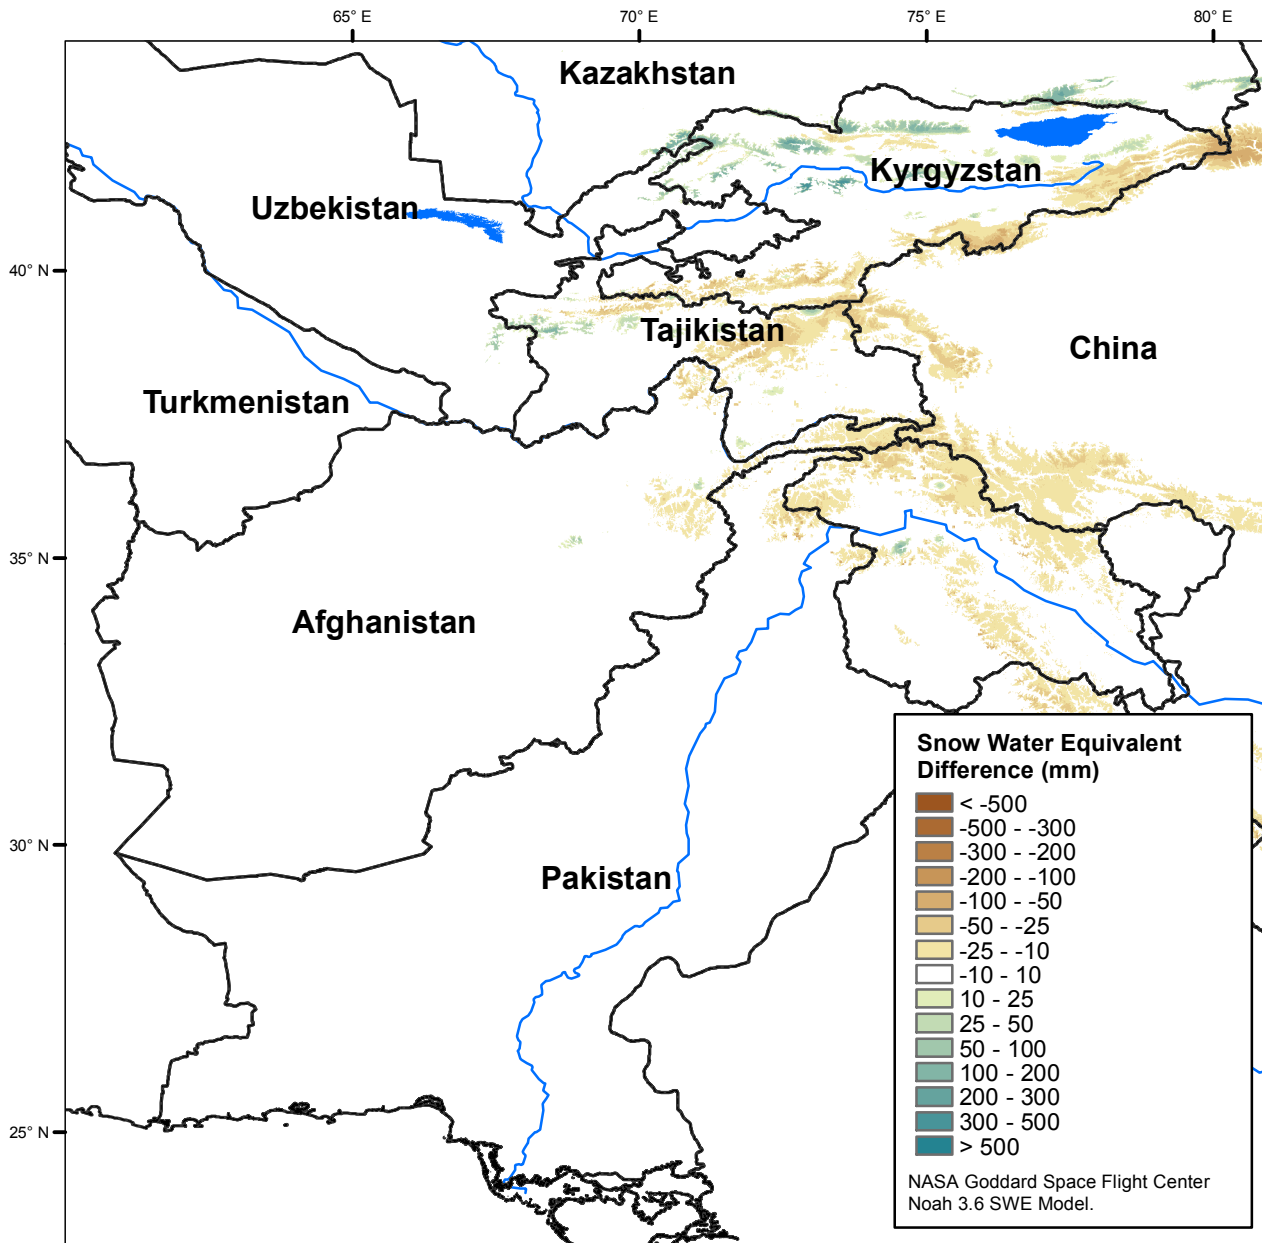 65° E
70° E
75° E
80° E
Kazakhstan
Kyrgyzstan
Uzbekistan
40° N
Tajikistan
China
Turkmenistan
35° N
Afghanistan
30° N
Pakistan
25° N
Snow Water Equivalent
Difference (mm)
< -500
-500 - -300
-300 - -200
-200 - -100
-100 - -50
-50 - -25
-25 - -10
-10 - 10
10 - 25
25 - 50
50 - 100
100 - 200
200 - 300
300 - 500
> 500
NASA Goddard Space Flight Center
Noah 3.6 SWE Model.